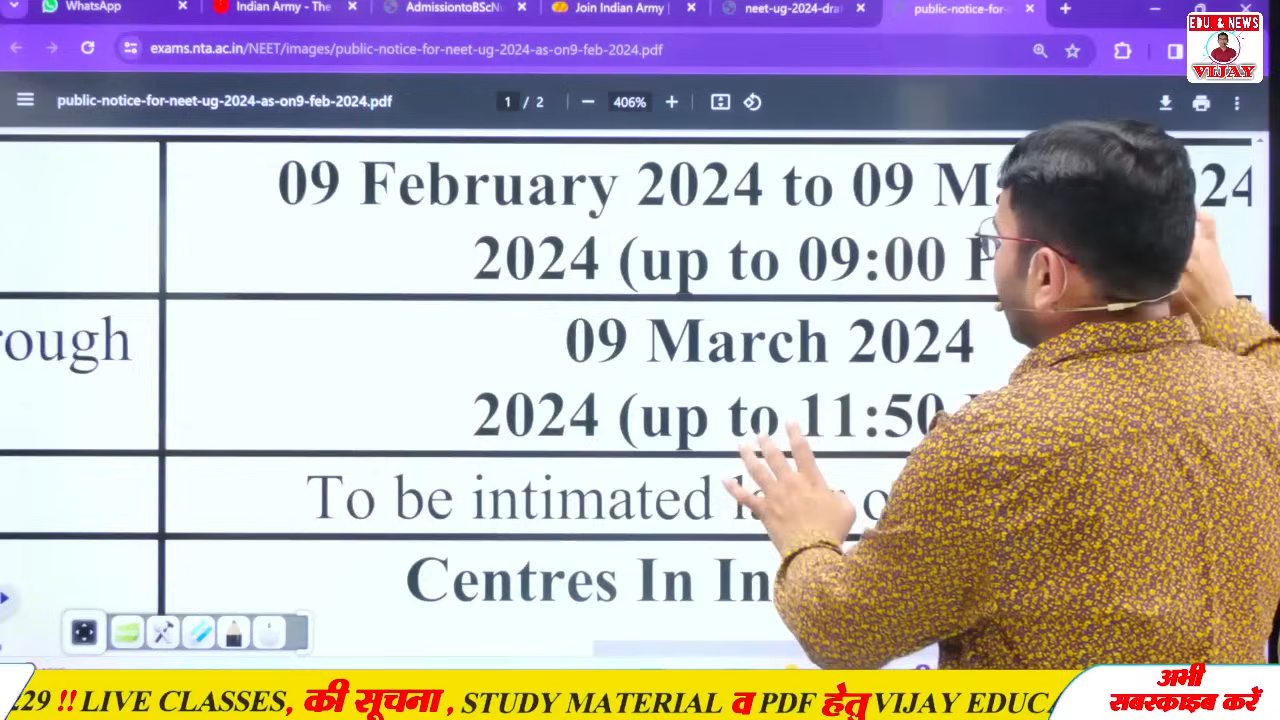 WhatsApp
Indian Army - The
AdmissiontoBScN
Join Indian Army |
neet-ug-2024-dra
public-notice-for-
exams.nta.ac.in/NEET/images/public-notice-for-neet-ug-2024-as-on9-feb-2024.pdf
EDU. & NEWS
VIJAY
public-notice-for-neet-ug-2024-as-on9-feb-2024.pdf
1 / 2
406%
09 February 2024 to 09 M 24
2024 (up to 09:00 P
rough
09 March 2024
2024 (up to 11:50
To be intimated
Centres In In
229 !! LIVE CLASSES, की सूचना , STUDY MATERIAL व PDF हेतु VIJAY EDUCA
अभी
सबस्क्राइब करें